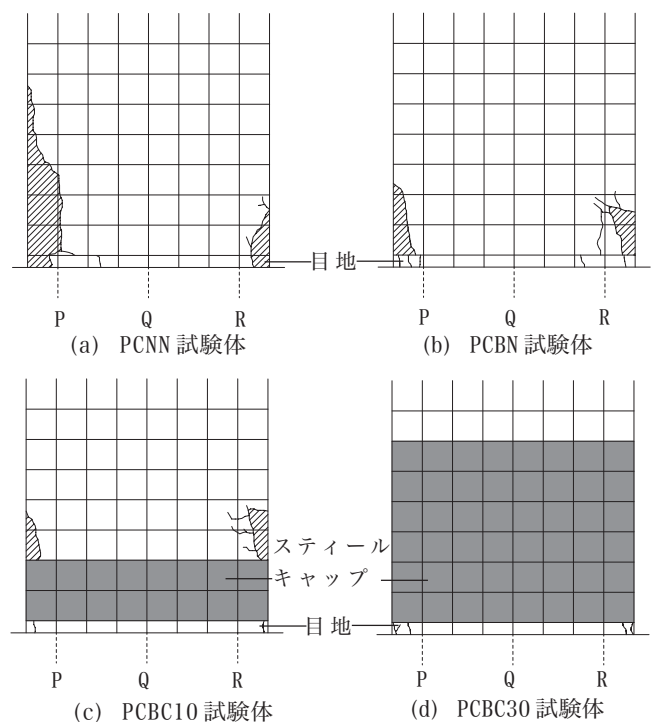 目地
P Q R P Q R
(a) PCNN 試験体 (b) PCBN 試験体
スティール
キャップ
目地
P Q R P Q R
(c) PCBC10 試験体 (d) PCBC30 試験体